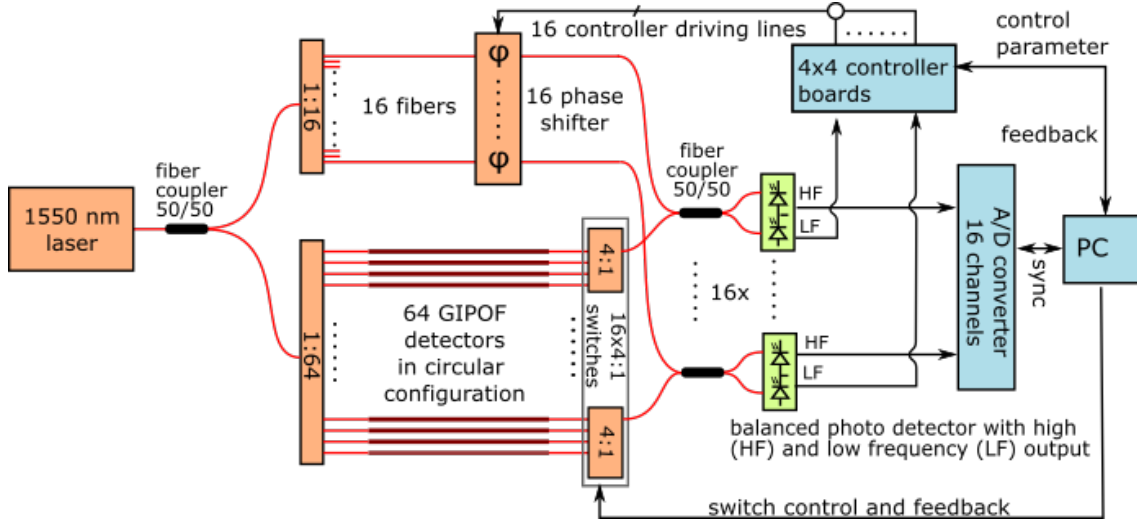 16 controller driving lines
control
parameter
4x4 controller
boards
feedback
1:16
16 fibers
φ
φ
16 phase
shifter
fiber
coupler
50/50
fiber
coupler
50/50
1550 nm
laser
HF
LF
A/D converter
16 channels
sync
PC
1:64
64 GIPOF
detectors
in circular
configuration
4:1
4:1
16x4:1
switches
16x
HF
LF
balanced photo detector with high
(HF) and low frequency (LF) output
switch control and feedback